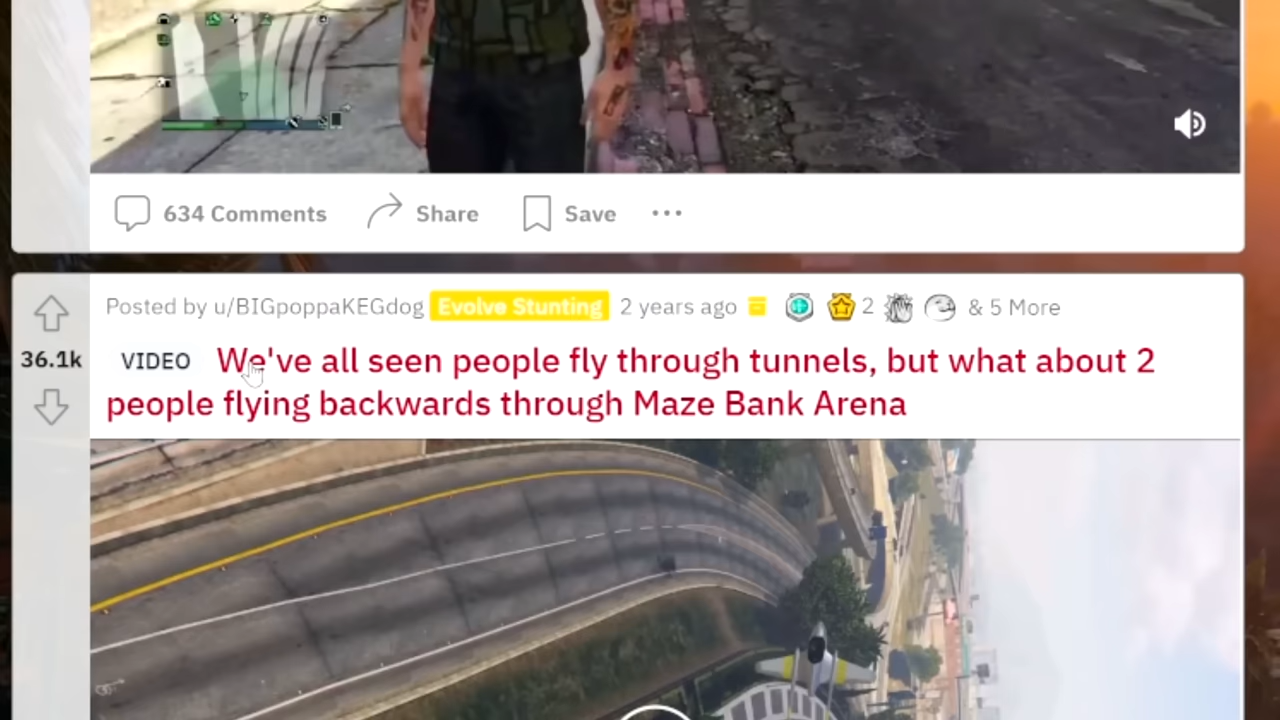 634 Comments Share Save
Posted by u/BIGpoppaKEGdog Evolve Stunting 2 years ago 2 & 5 More
36.1k
VIDEO We've all seen people fly through tunnels, but what about 2
people flying backwards through Maze Bank Arena